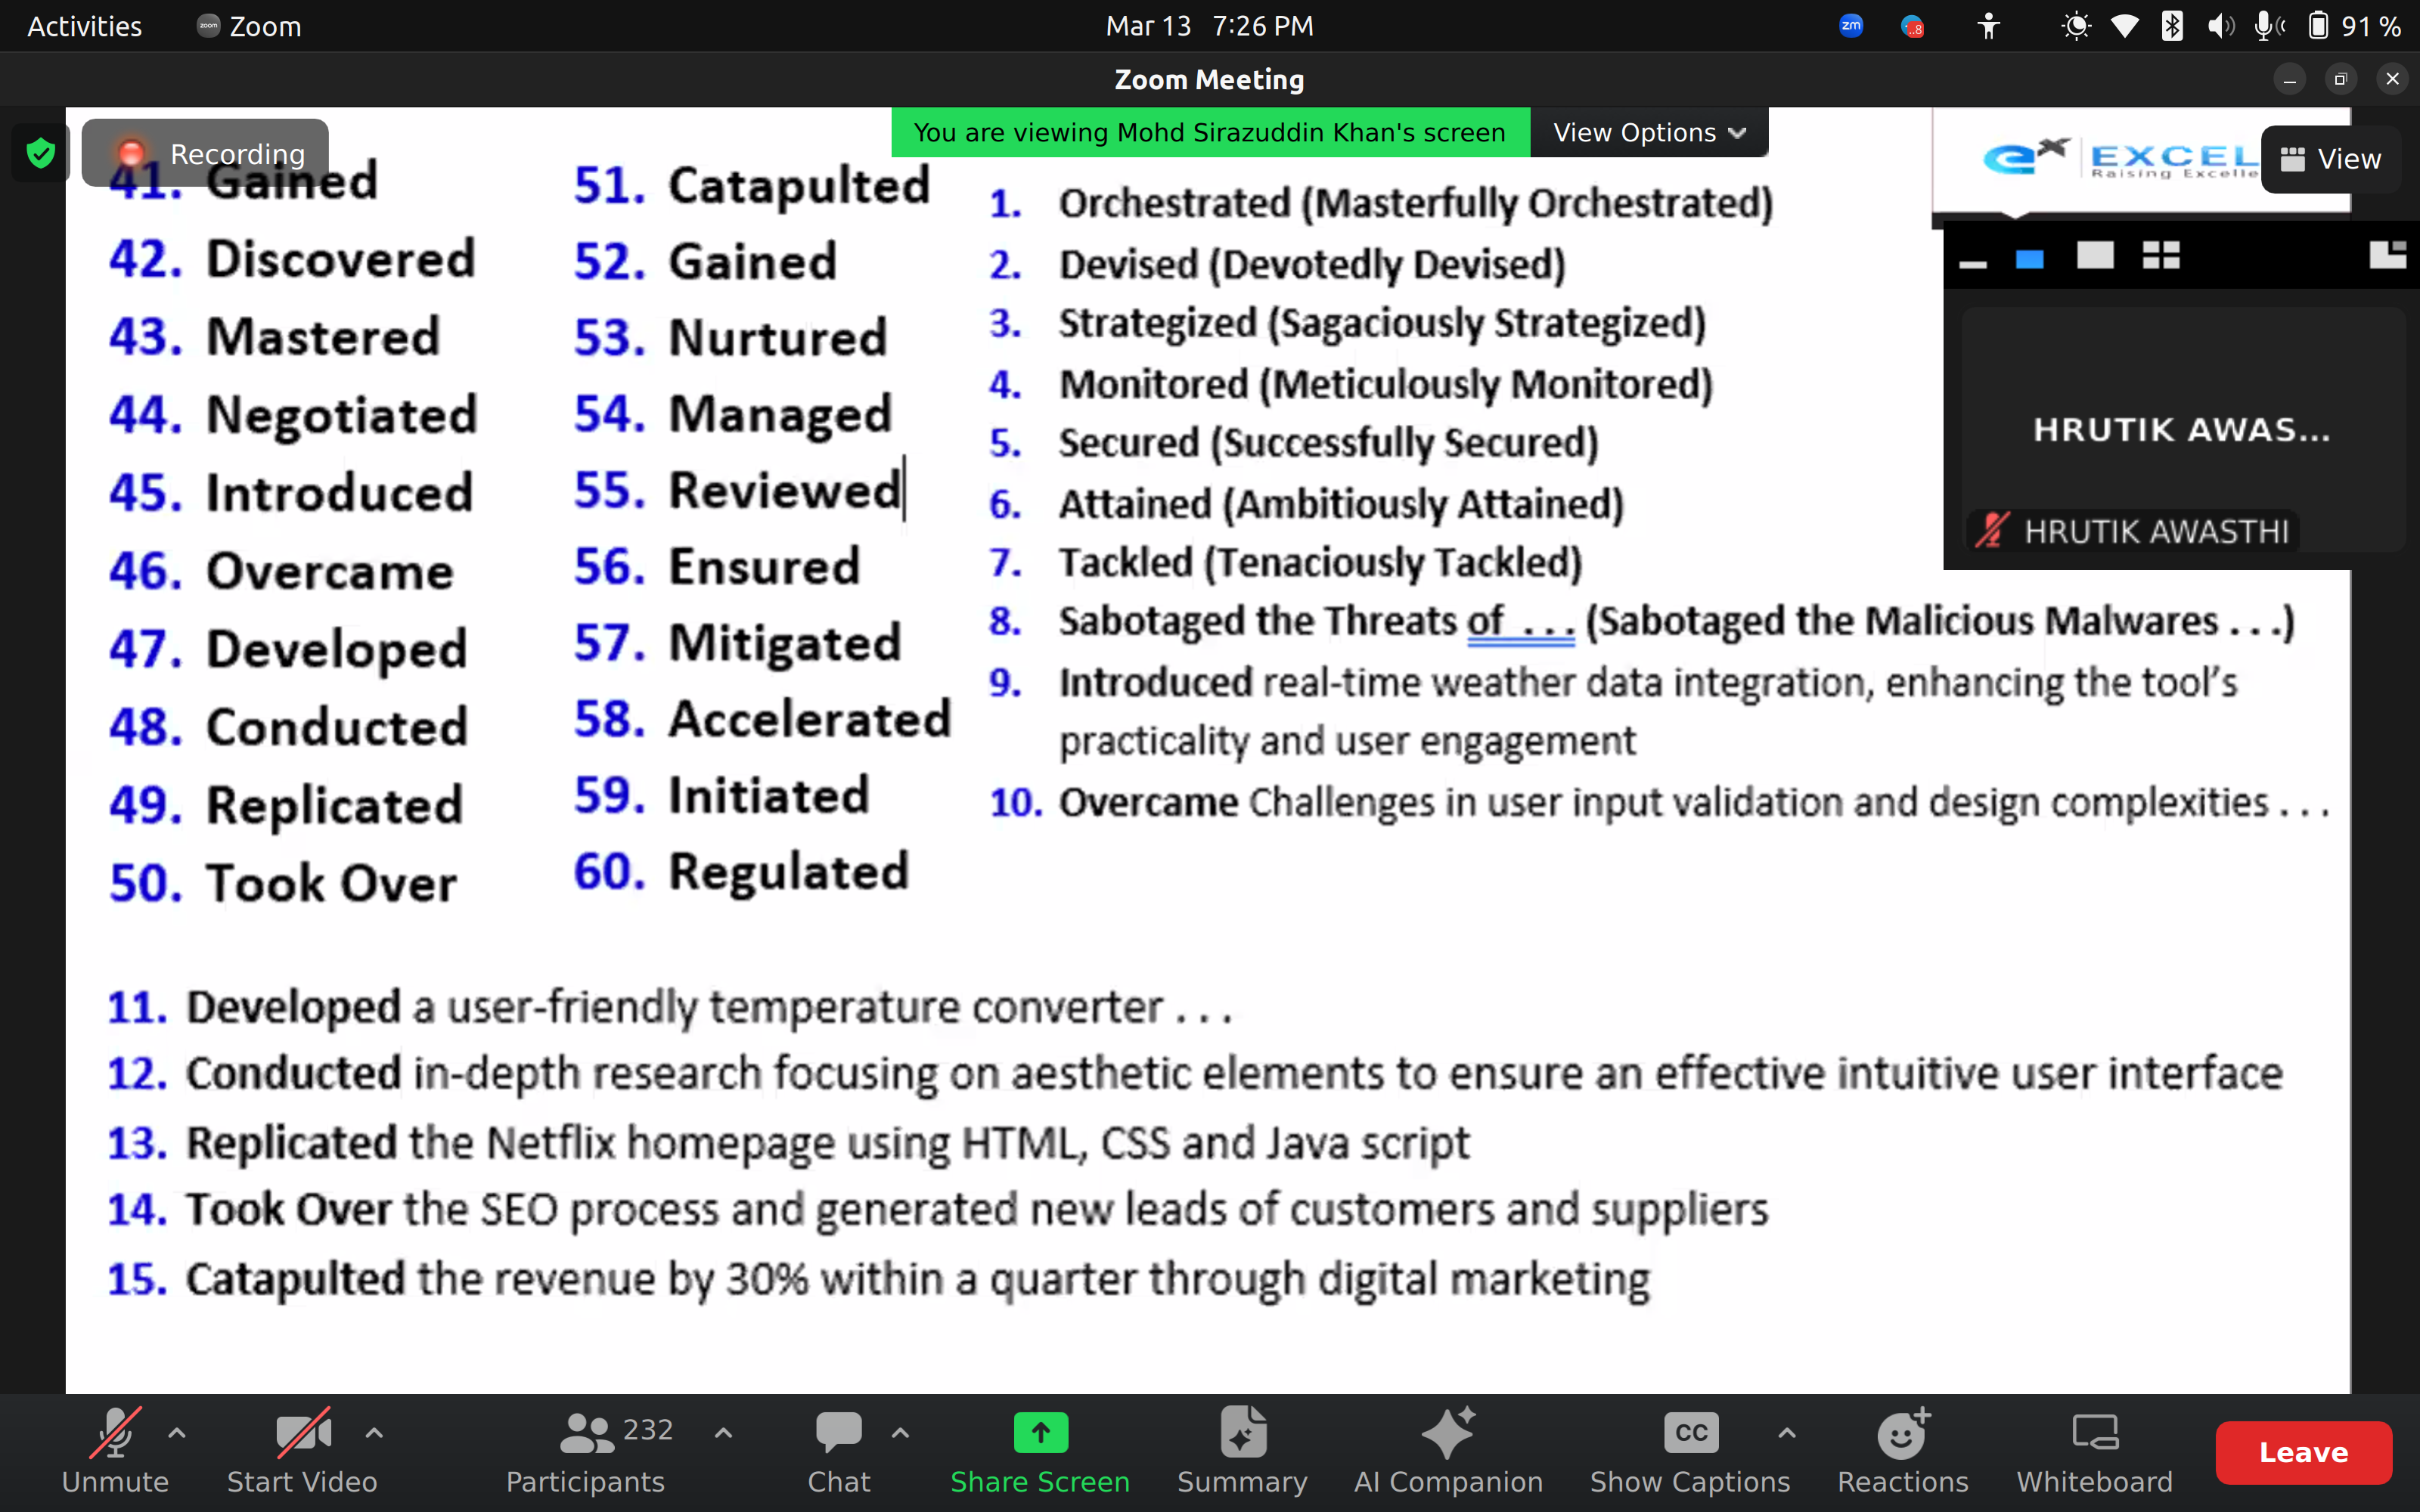 Activities
Zoom
Mar 13 7:26 PM
zm
91 %
Zoom Meeting
Recording
You are viewing Mohd Sirazuddin Khan's screen
View Options
EXCEL
Raising
View
HRUTIK AWAS...
HRUTIK AWASTHI
41. Gained
42. Discovered
43. Mastered
44. Negotiated
45. Introduced
46. Overcame
47. Developed
48. Conducted
49. Replicated
50. Took Over
51. Catapulted
52. Gained
53. Nurtured
54. Managed
55. Reviewed
56. Ensured
57. Mitigated
58. Accelerated
59. Initiated
60. Regulated
1. Orchestrated (Masterfully Orchestrated)
2. Devised (Devotedly Devised)
3. Strategized (Sagaciously Strategized)
4. Monitored (Meticulously Monitored)
5. Secured (Successfully Secured)
6. Attained (Ambitiously Attained)
7. Tackled (Tenaciously Tackled)
8. Sabotaged the Threats of ... (Sabotaged the Malicious Malwares . . .)
9. Introduced real-time weather data integration, enhancing the tool's
practicality and user engagement
10. Overcame Challenges in user input validation and design complexities . . .
11. Developed a user-friendly temperature converter . . .
12. Conducted in-depth research focusing on aesthetic elements to ensure an effective intuitive user interface
13. Replicated the Netflix homepage using HTML, CSS and Java script
14. Took Over the SEO process and generated new leads of customers and suppliers
15. Catapulted the revenue by 30% within a quarter through digital marketing
Unmute
Start Video
232
Participants
Chat
Share Screen
Summary
AI Companion
CC
Show Captions
Reactions
Whiteboard
Leave